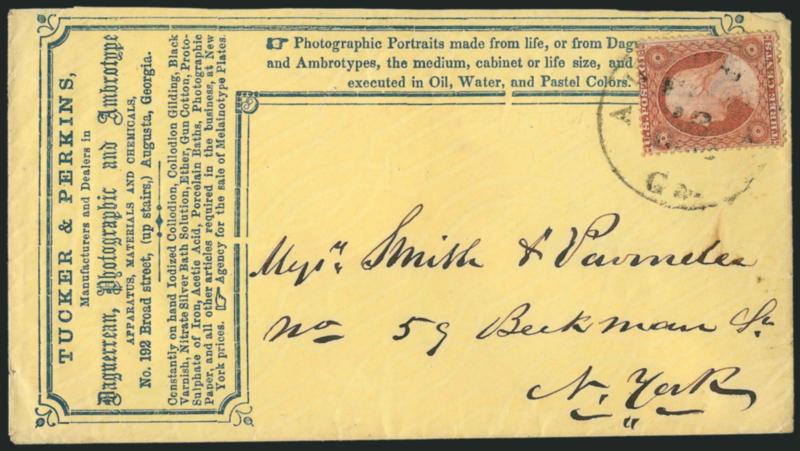 TUCKER & PERKINS,
Manufacturers and Dealers in
Daguerrean, Photographic and Ambrotype
APPARATUS, MATERIALS AND CHEMICALS,
No. 192 Broad street, (up stairs,) Augusta, Georgia.
Constantly on hand Iodized Collodion, Collodion Gilding, Black
Varnish, Nitrate Silver Bath Solution, Ether, Gun Cotton, Proto-
Sulphate of Iron, Acetic Acid, Porcelain Baths, Photographic
Paper, and all other articles required in the business, at New
York prices. ☞ Agency for the sale of Melainotype Plates.
☞ Photographic Portraits made from life, or from Dag
and Ambrotypes, the medium, cabinet or life size, and
executed in Oil, Water, and Pastel Colors.
U.S. POSTAGE
THREE CENTS
A
Ga
Messrs Smith & Parmelee
No 59 Beekman St
N. York